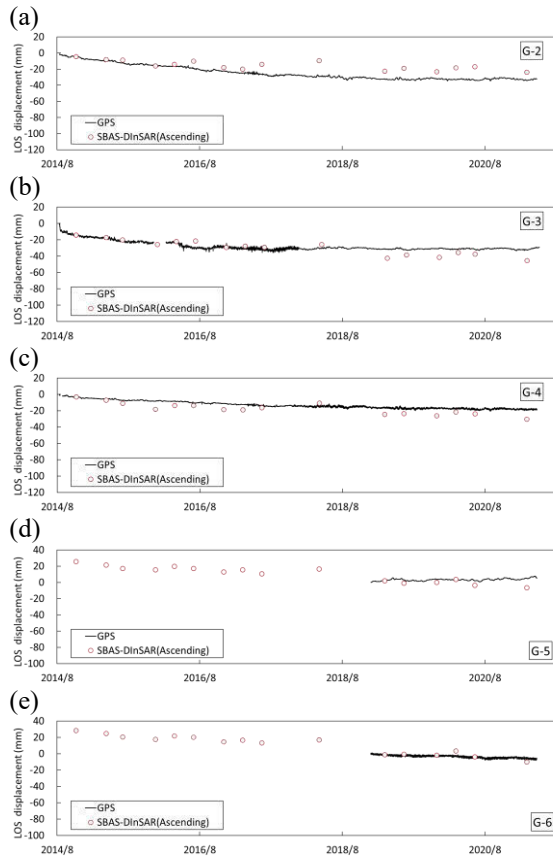 (a)
LOS displacement (mm)
20
0
-20
-40
-60
-80
-100
-120
G-2
GPS
SBAS-DInSAR(Ascending)
2014/8 2016/8 2018/8 2020/8
(b)
LOS displacement (mm)
20
0
-20
-40
-60
-80
-100
-120
G-3
GPS
SBAS-DInSAR(Ascending)
2014/8 2016/8 2018/8 2020/8
(c)
LOS displacement (mm)
20
0
-20
-40
-60
-80
-100
-120
G-4
GPS
SBAS-DInSAR(Ascending)
2014/8 2016/8 2018/8 2020/8
(d)
LOS displacement (mm)
40
20
0
-20
-40
-60
-80
-100
GPS
SBAS-DInSAR(Ascending)
G-5
2014/8 2016/8 2018/8 2020/8
(e)
LOS displacement (mm)
40
20
0
-20
-40
-60
-80
-100
GPS
SBAS-DInSAR(Ascending)
G-6
2014/8 2016/8 2018/8 2020/8